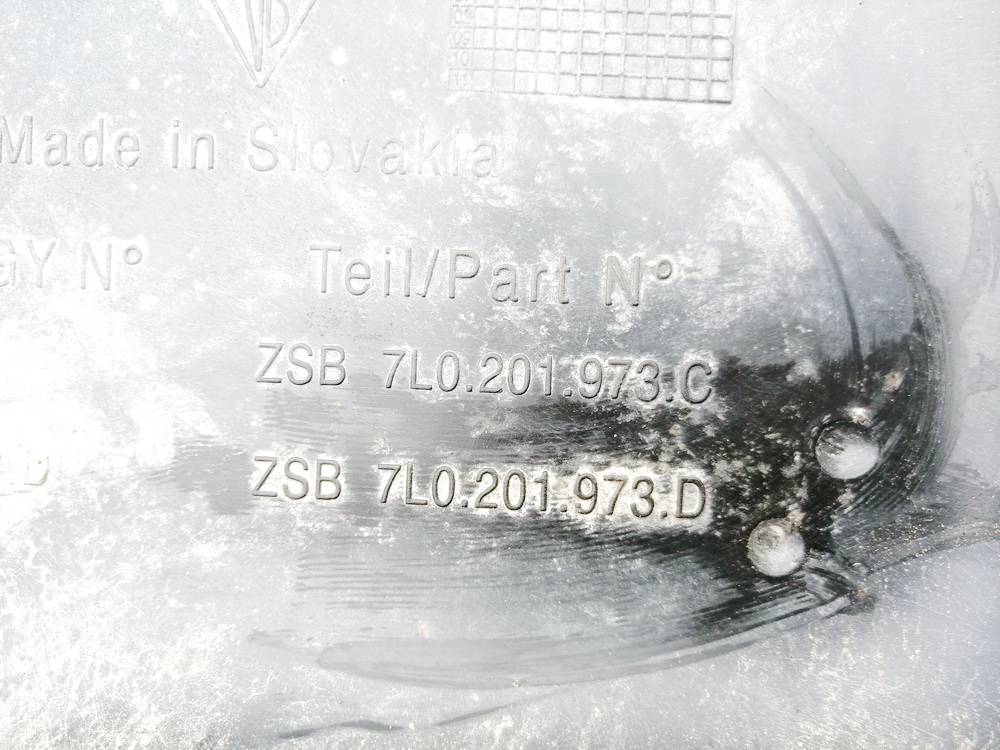 Made in Slovakia
GY N°
Teil/Part N°
ZSB 7L0.201.973.C
ZSB 7L0.201.973.D